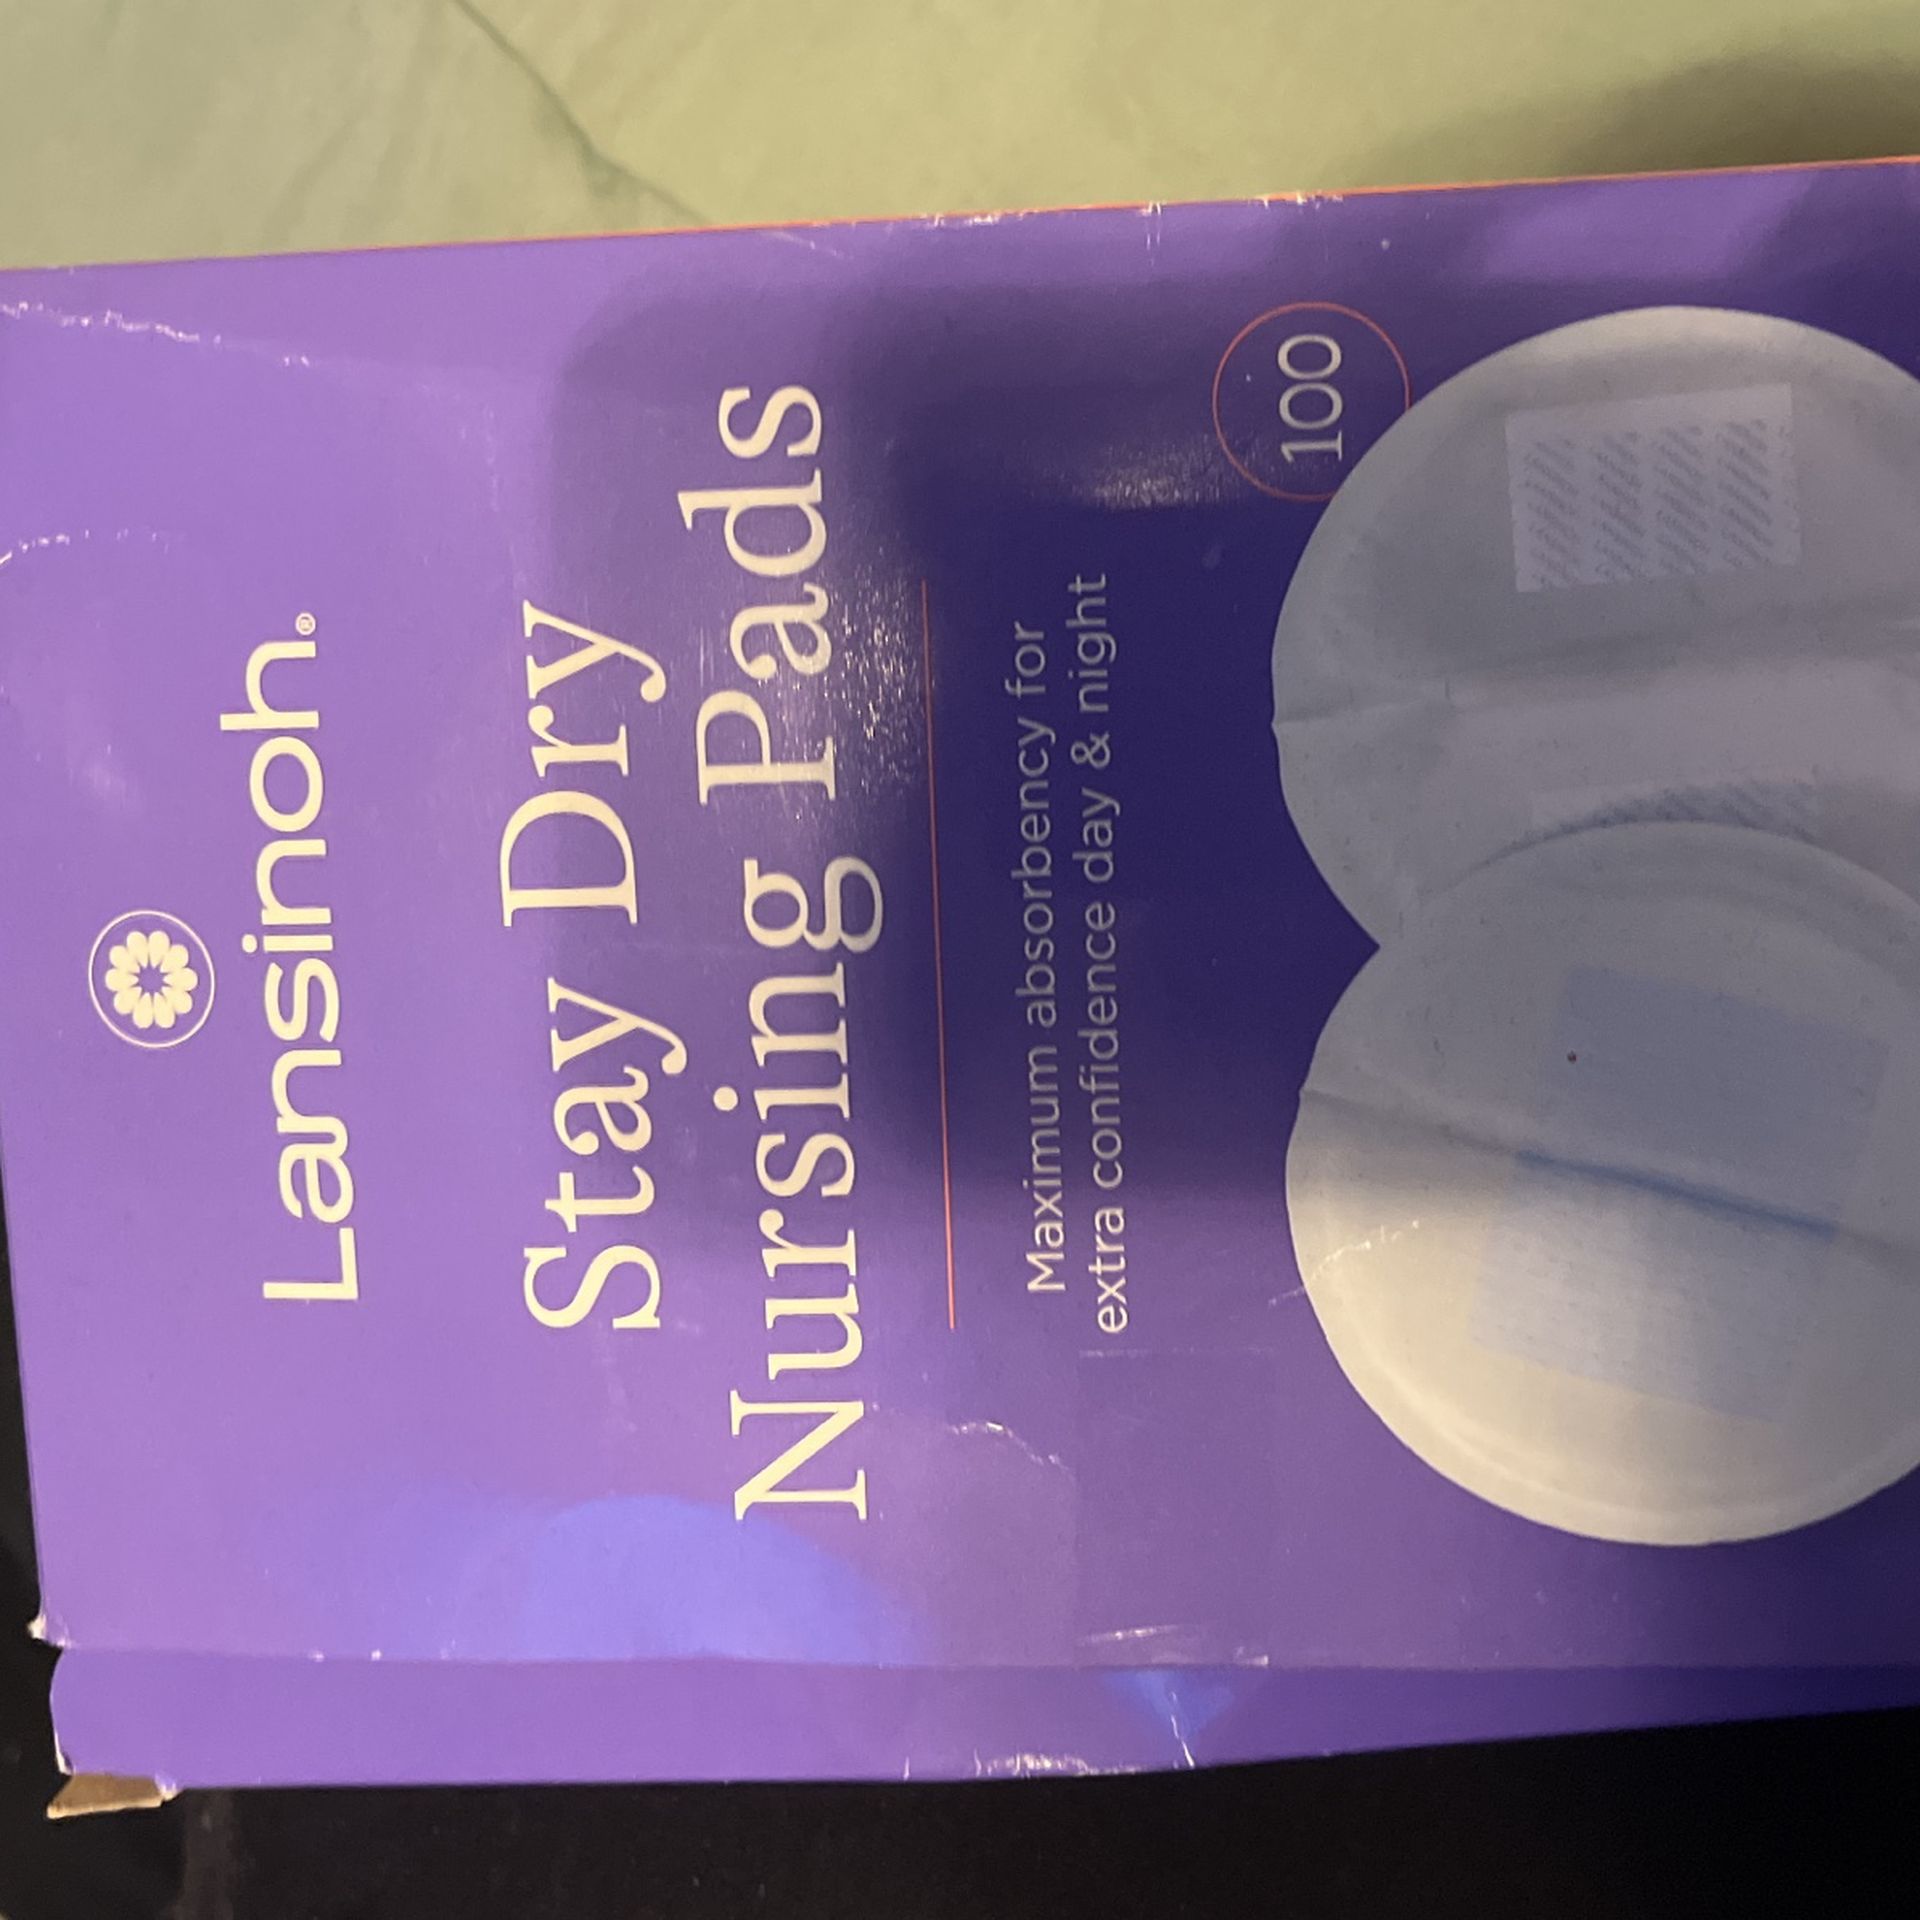 Lansinoh®
Stay Dry
Nursing Pads
Maximum absorbency for
extra confidence day & night
100